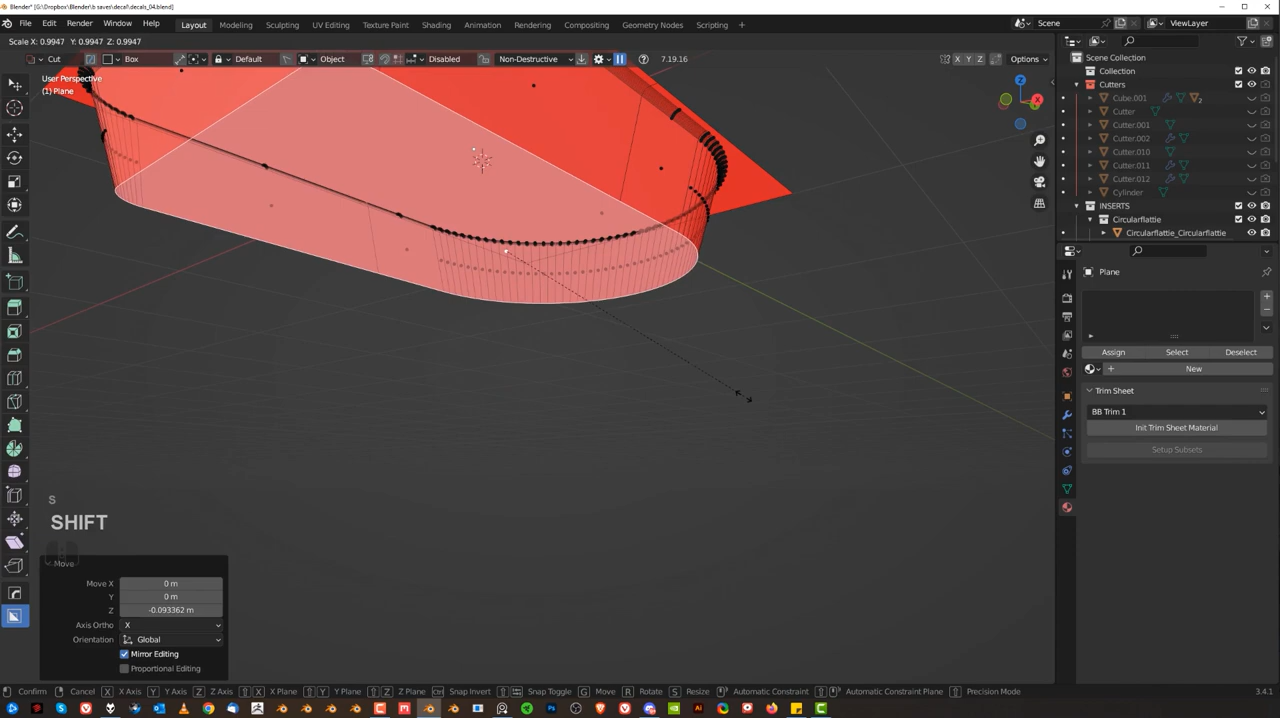 Blender* [G:\Dropbox\Blender\b saves\decal\decals_04.blend]
File Edit Render Window Help Layout Modeling Sculpting UV Editing Texture Paint Shading Animation Rendering Compositing Geometry Nodes Scripting Scene ViewLayer
Scale X: 0.9947 Y: 0.9947 Z: 0.9947
Cut Box Default Object Disabled Non-Destructive 7.19.16 X Y Z Options
User Perspective
(1) Plane
Scene Collection
Collection
Cutters
Cube.001
Cutter
Cutter.001
Cutter.002
Cutter.010
Cutter.011
Cutter.012
Cylinder
INSERTS
Circularflattie
Circularflattie_Circularflattie
Plane
Assign Select Deselect
New
Trim Sheet
BB Trim 1
Init Trim Sheet Material
Setup Subsets
S
SHIFT
Move
Move X 0 m
Y 0 m
Z -0.093362 m
Axis Ortho X
Orientation Global
Mirror Editing
Proportional Editing
Confirm Cancel X X Axis Y Y Axis Z Z Axis X X Plane Y Y Plane Z Z Plane Ctrl Snap Invert Snap Toggle G Move R Rotate S Resize Automatic Constraint Automatic Constraint Plane Precision Mode 3.4.1